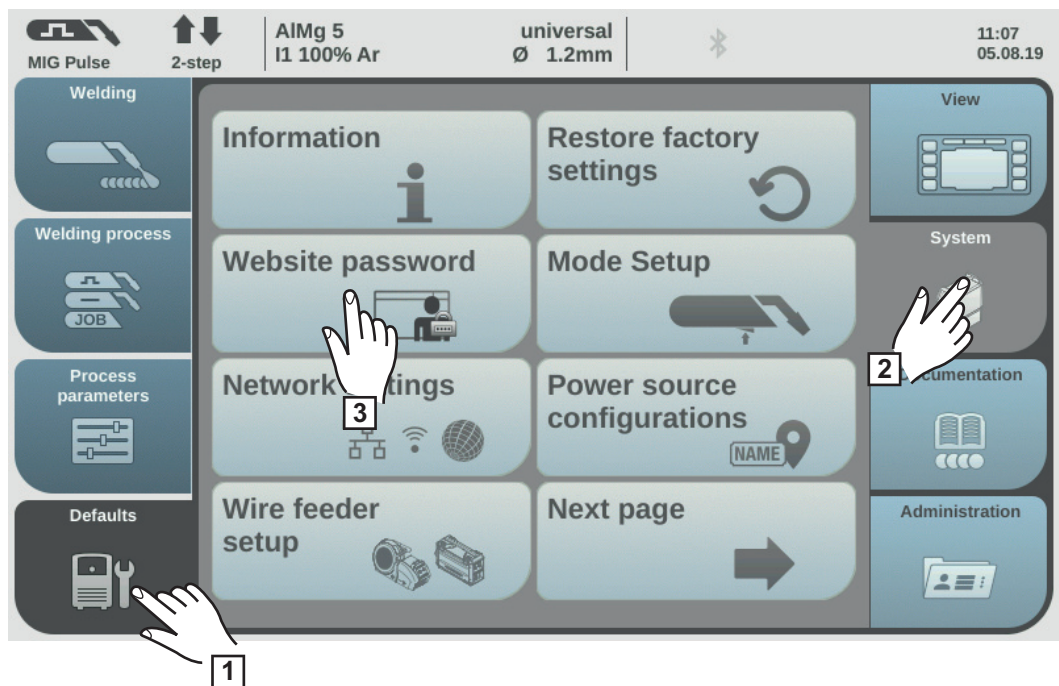 MIG Pulse
2-step
AlMg 5
I1 100% Ar
universal
Ø 1.2mm
11:07
05.08.19
Welding
Welding process
JOB
Process
parameters
Defaults
Information
Restore factory
settings
Website password
Mode Setup
Network
3
Power source
configurations
NAME
Wire feeder
setup
Next page
View
System
2
Administration
1